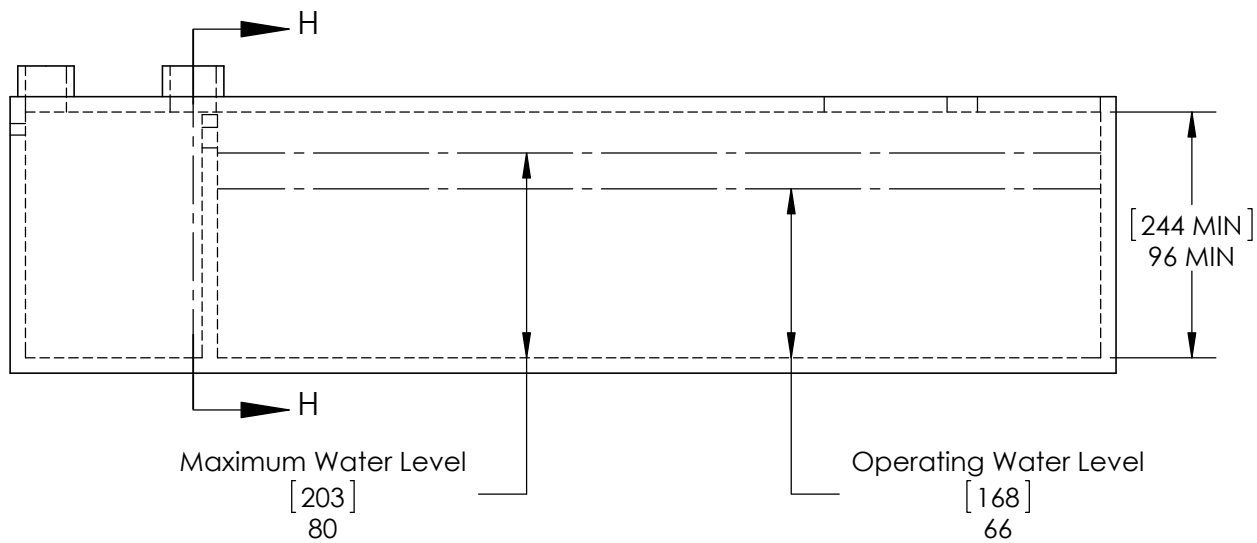 H
[244 MIN]
96 MIN
H
Maximum Water Level
[203]
80
Operating Water Level
[168]
66